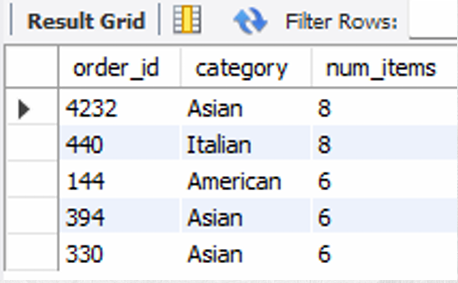 Result Grid Filter Rows:
order_id category num_items
4232 Asian 8
440 Italian 8
144 American 6
394 Asian 6
330 Asian 6